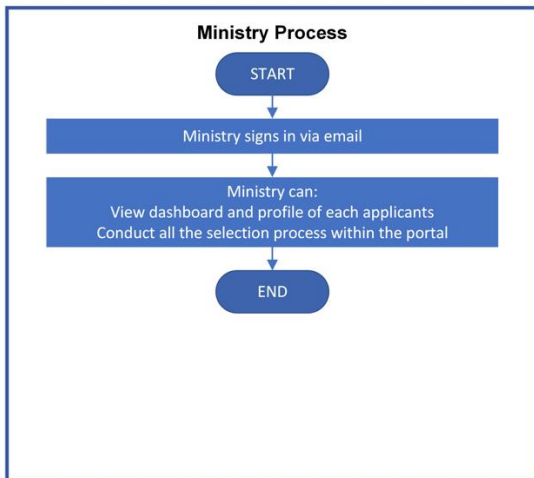 Ministry Process
START
Ministry signs in via email
Ministry can:
View dashboard and profile of each applicants
Conduct all the selection process within the portal
END